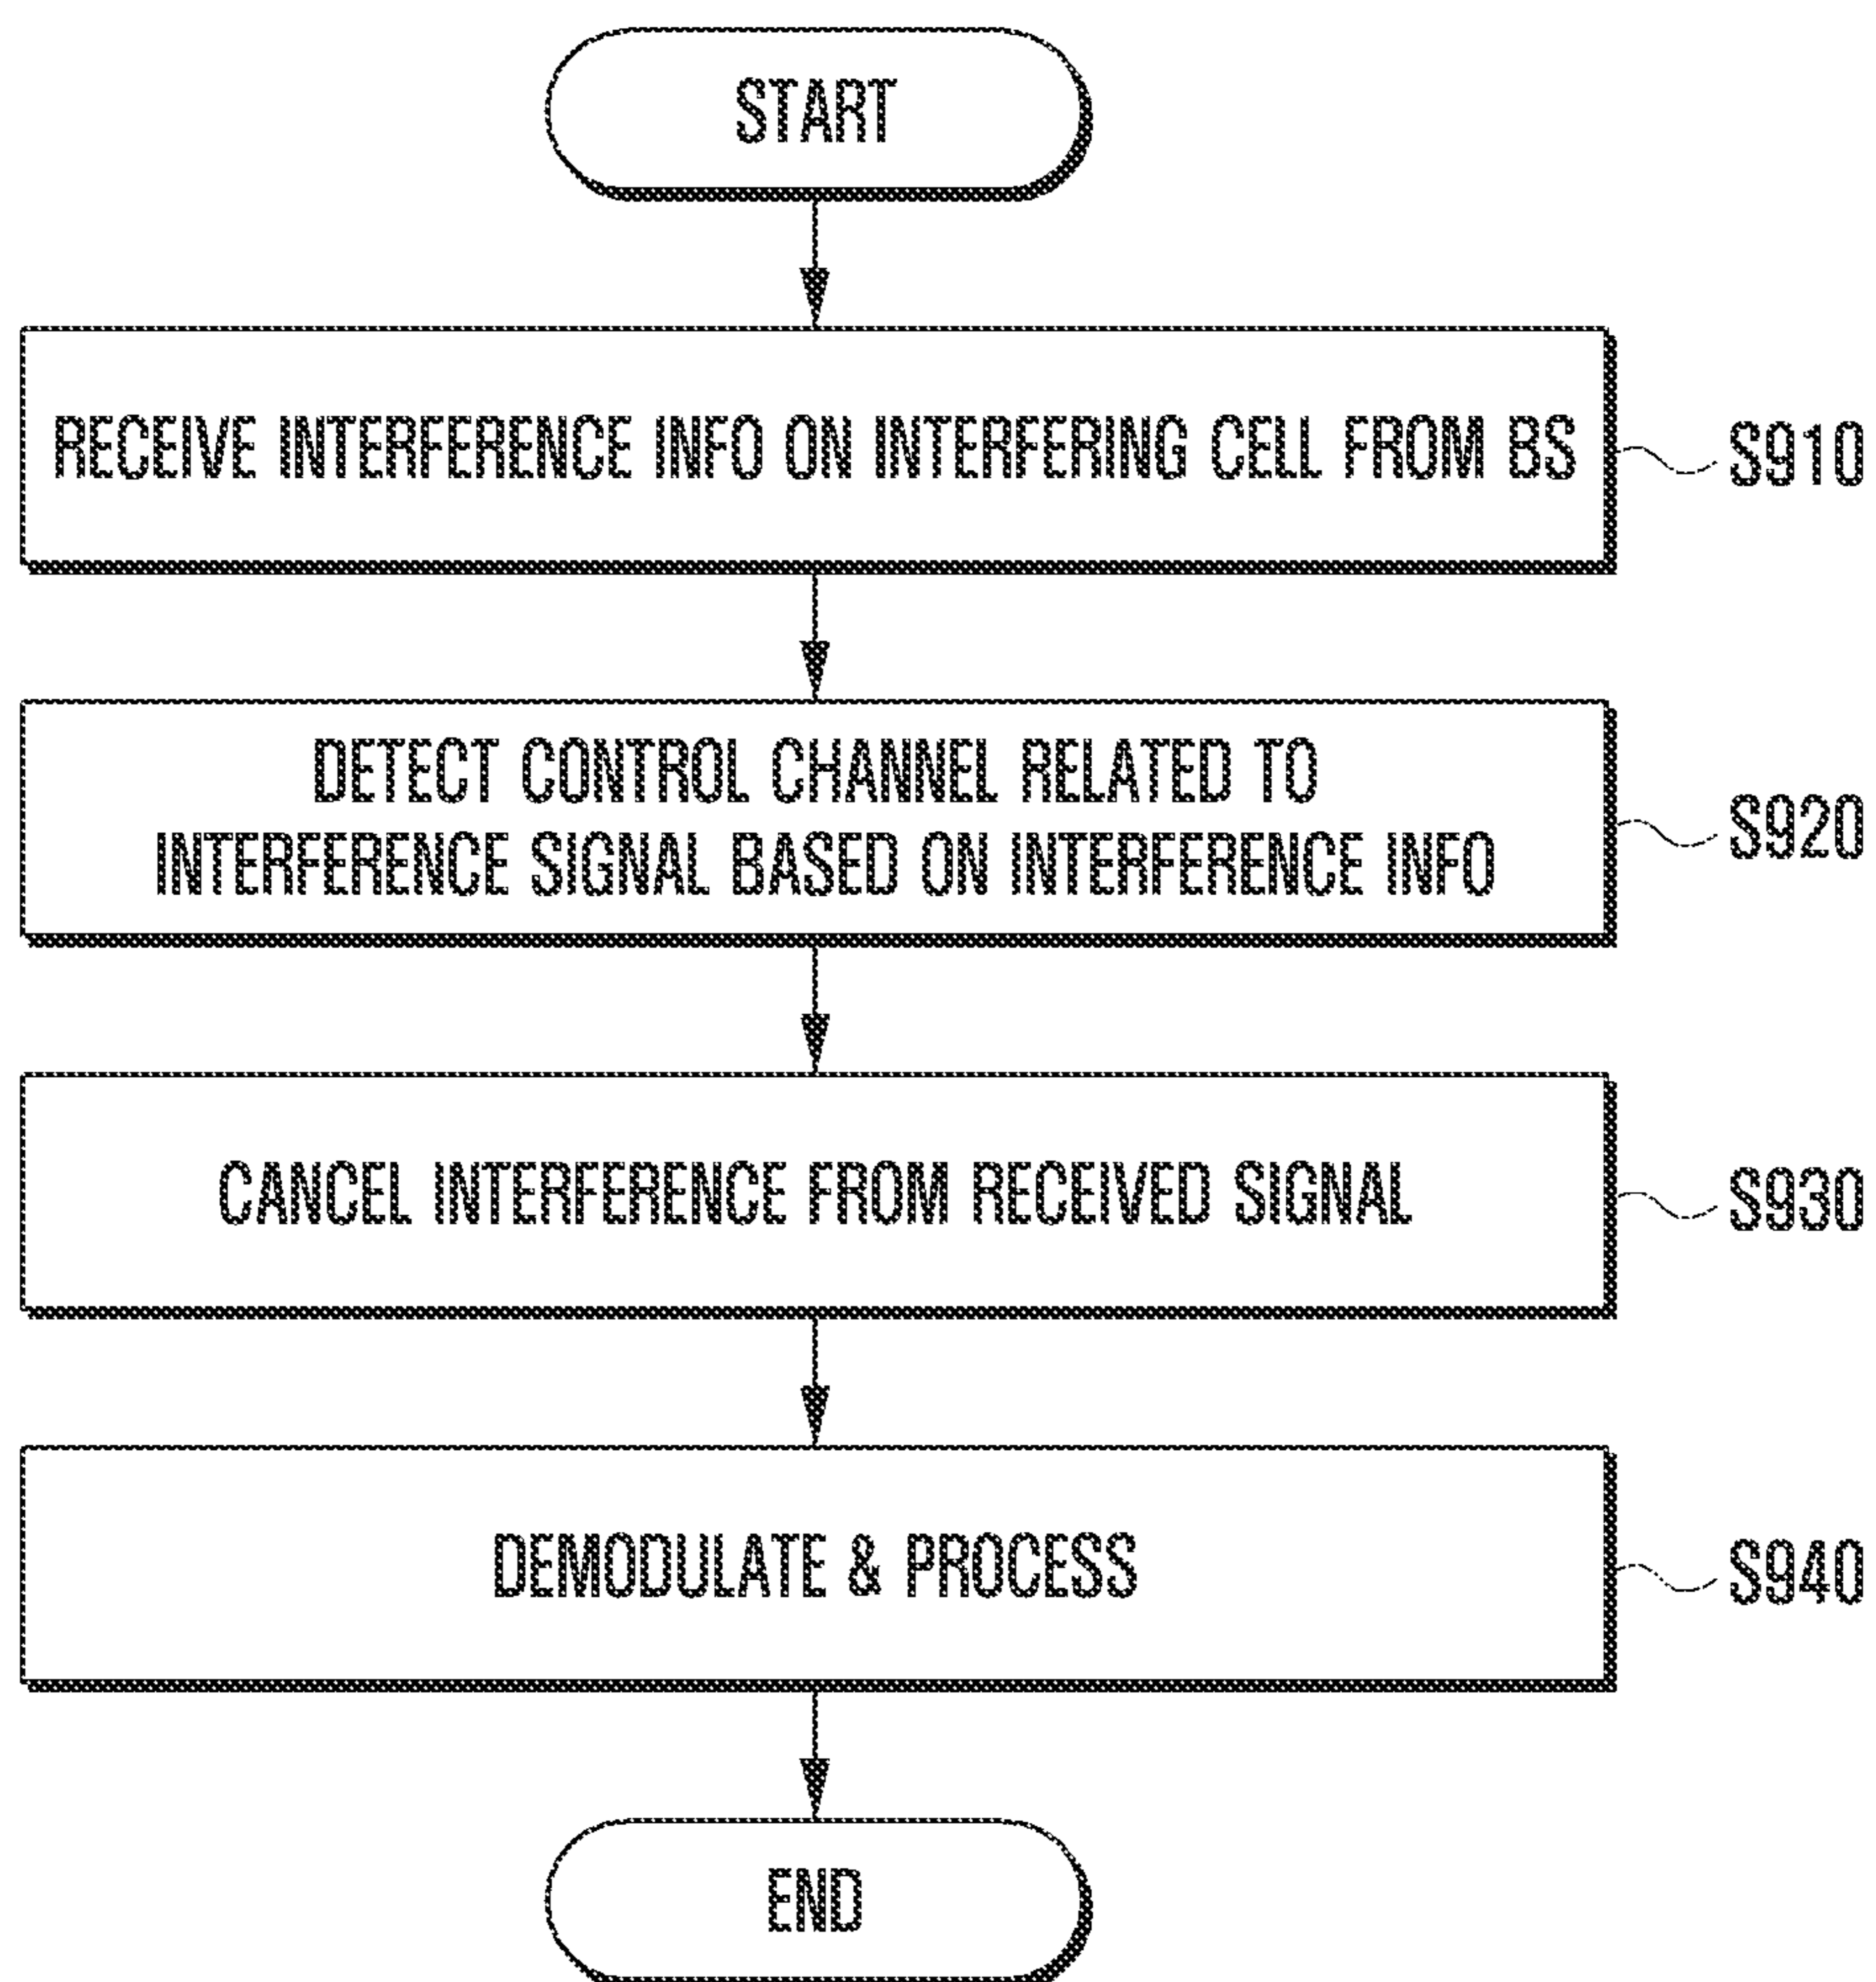 START
RECEIVE INTERFERENCE INFO ON INTERFERING CELL FROM BS
S910
DETECT CONTROL CHANNEL RELATED TO
INTERFERENCE SIGNAL BASED ON INTERFERENCE INFO
S920
CANCEL INTERFERENCE FROM RECEIVED SIGNAL
S930
DEMODULATE & PROCESS
S940
END